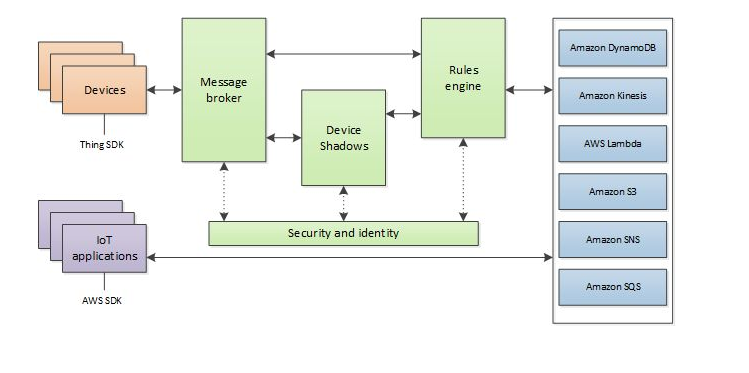 Devices
Thing SDK
Message
broker
Device
Shadows
Rules
engine
Security and identity
IoT
applications
AWS SDK
Amazon DynamoDB
Amazon Kinesis
AWS Lambda
Amazon S3
Amazon SNS
Amazon SQS